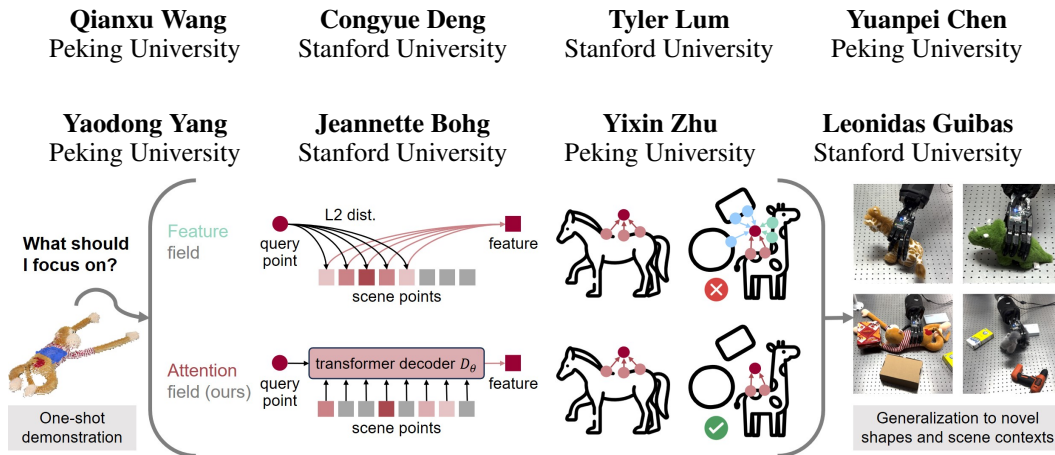 Qianxu Wang Congyue Deng Tyler Lum Yuanpei Chen
Peking University Stanford University Stanford University Peking University
Yaodong Yang Jeannette Bohg Yixin Zhu Leonidas Guibas
Peking University Stanford University Peking University Stanford University
What should
I focus on?
One-shot
demonstration
Feature
field
query
point
L2 dist.
feature
scene points
Attention
field (ours)
query
point
transformer decoder D_θ
feature
scene points
Generalization to novel
shapes and scene contexts